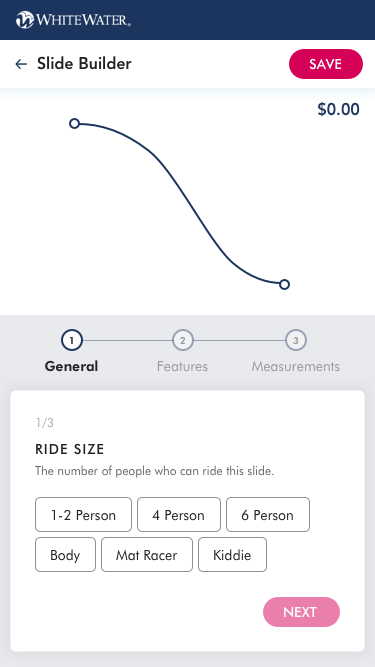 WHITEWATER®
Slide Builder
SAVE
$0.00
1 2 3
General Features Measurements
1/3
RIDE SIZE
The number of people who can ride this slide.
1-2 Person 4 Person 6 Person
Body Mat Racer Kiddie
NEXT